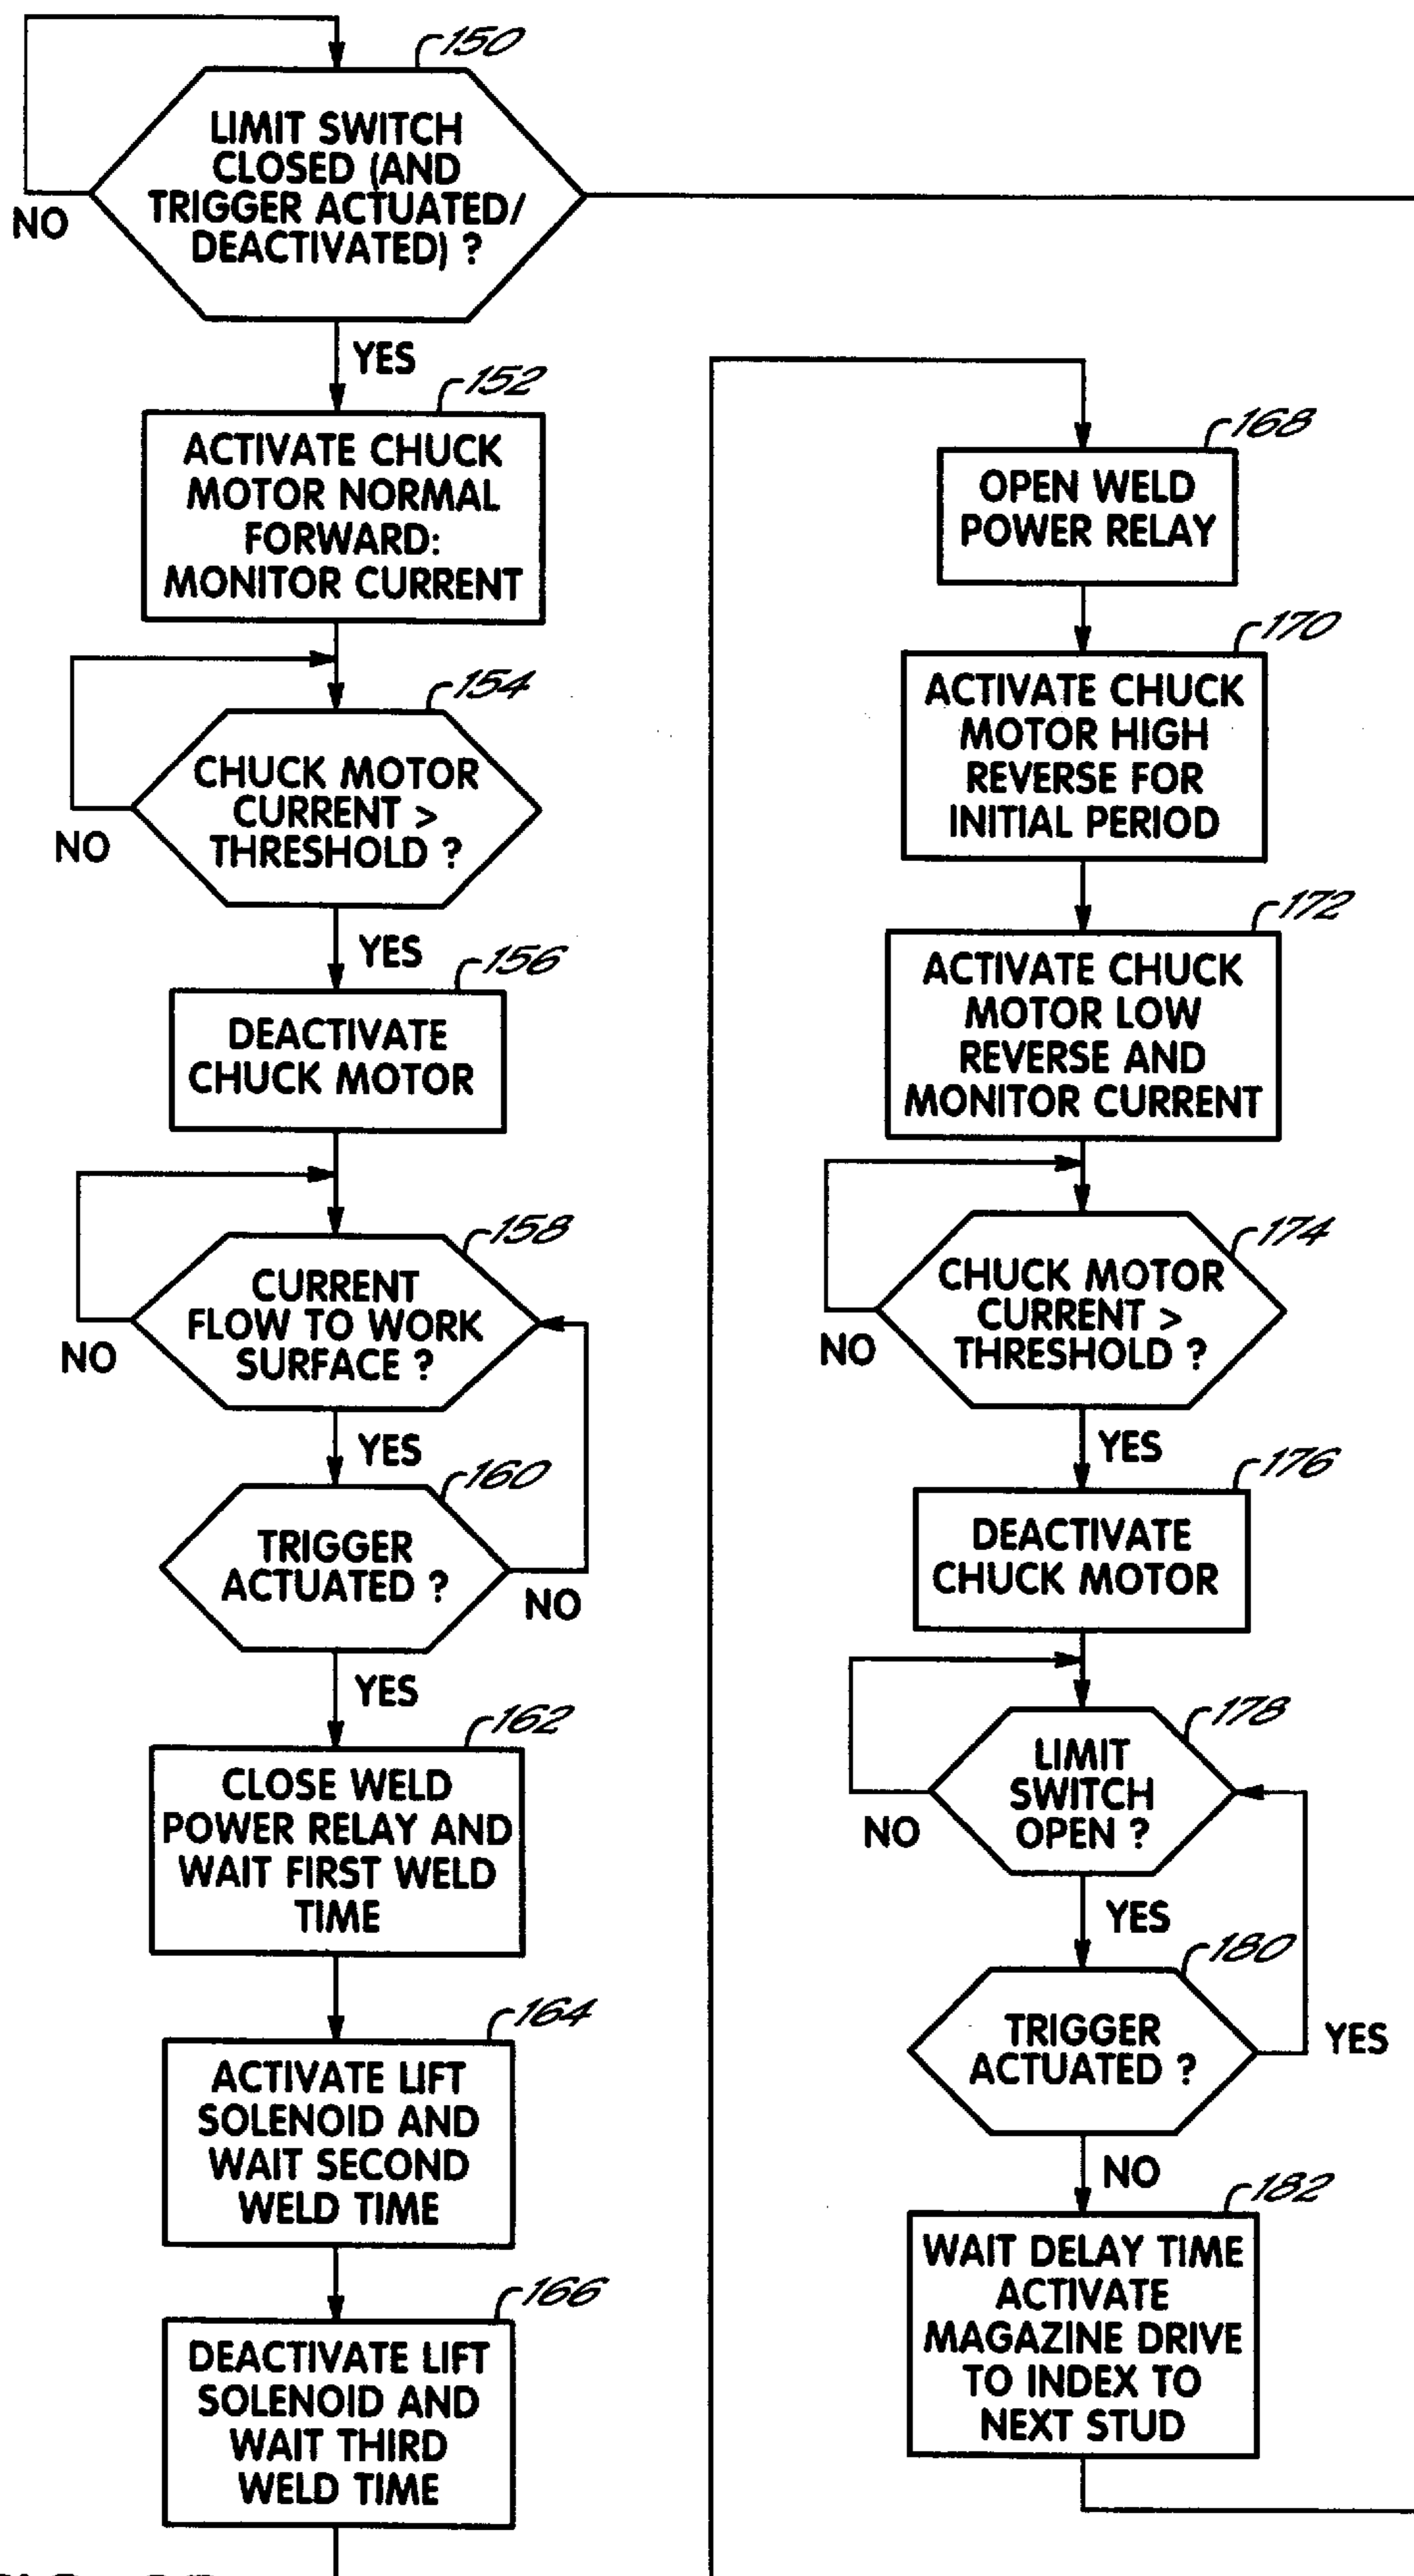 150
LIMIT SWITCH
CLOSED (AND
TRIGGER ACTUATED/
DEACTIVATED) ?
NO
YES
152
ACTIVATE CHUCK
MOTOR NORMAL
FORWARD:
MONITOR CURRENT
154
CHUCK MOTOR
CURRENT >
THRESHOLD ?
NO
YES
156
DEACTIVATE
CHUCK MOTOR
158
CURRENT
FLOW TO WORK
SURFACE ?
NO
YES
160
TRIGGER
ACTUATED ?
NO
YES
162
CLOSE WELD
POWER RELAY AND
WAIT FIRST WELD
TIME
164
ACTIVATE LIFT
SOLENOID AND
WAIT SECOND
WELD TIME
166
DEACTIVATE LIFT
SOLENOID AND
WAIT THIRD
WELD TIME
168
OPEN WELD
POWER RELAY
170
ACTIVATE CHUCK
MOTOR HIGH
REVERSE FOR
INITIAL PERIOD
172
ACTIVATE CHUCK
MOTOR LOW
REVERSE AND
MONITOR CURRENT
174
CHUCK MOTOR
CURRENT >
THRESHOLD ?
NO
YES
176
DEACTIVATE
CHUCK MOTOR
178
LIMIT
SWITCH
OPEN ?
NO
YES
180
TRIGGER
ACTUATED ?
YES
NO
182
WAIT DELAY TIME
ACTIVATE
MAGAZINE DRIVE
TO INDEX TO
NEXT STUD